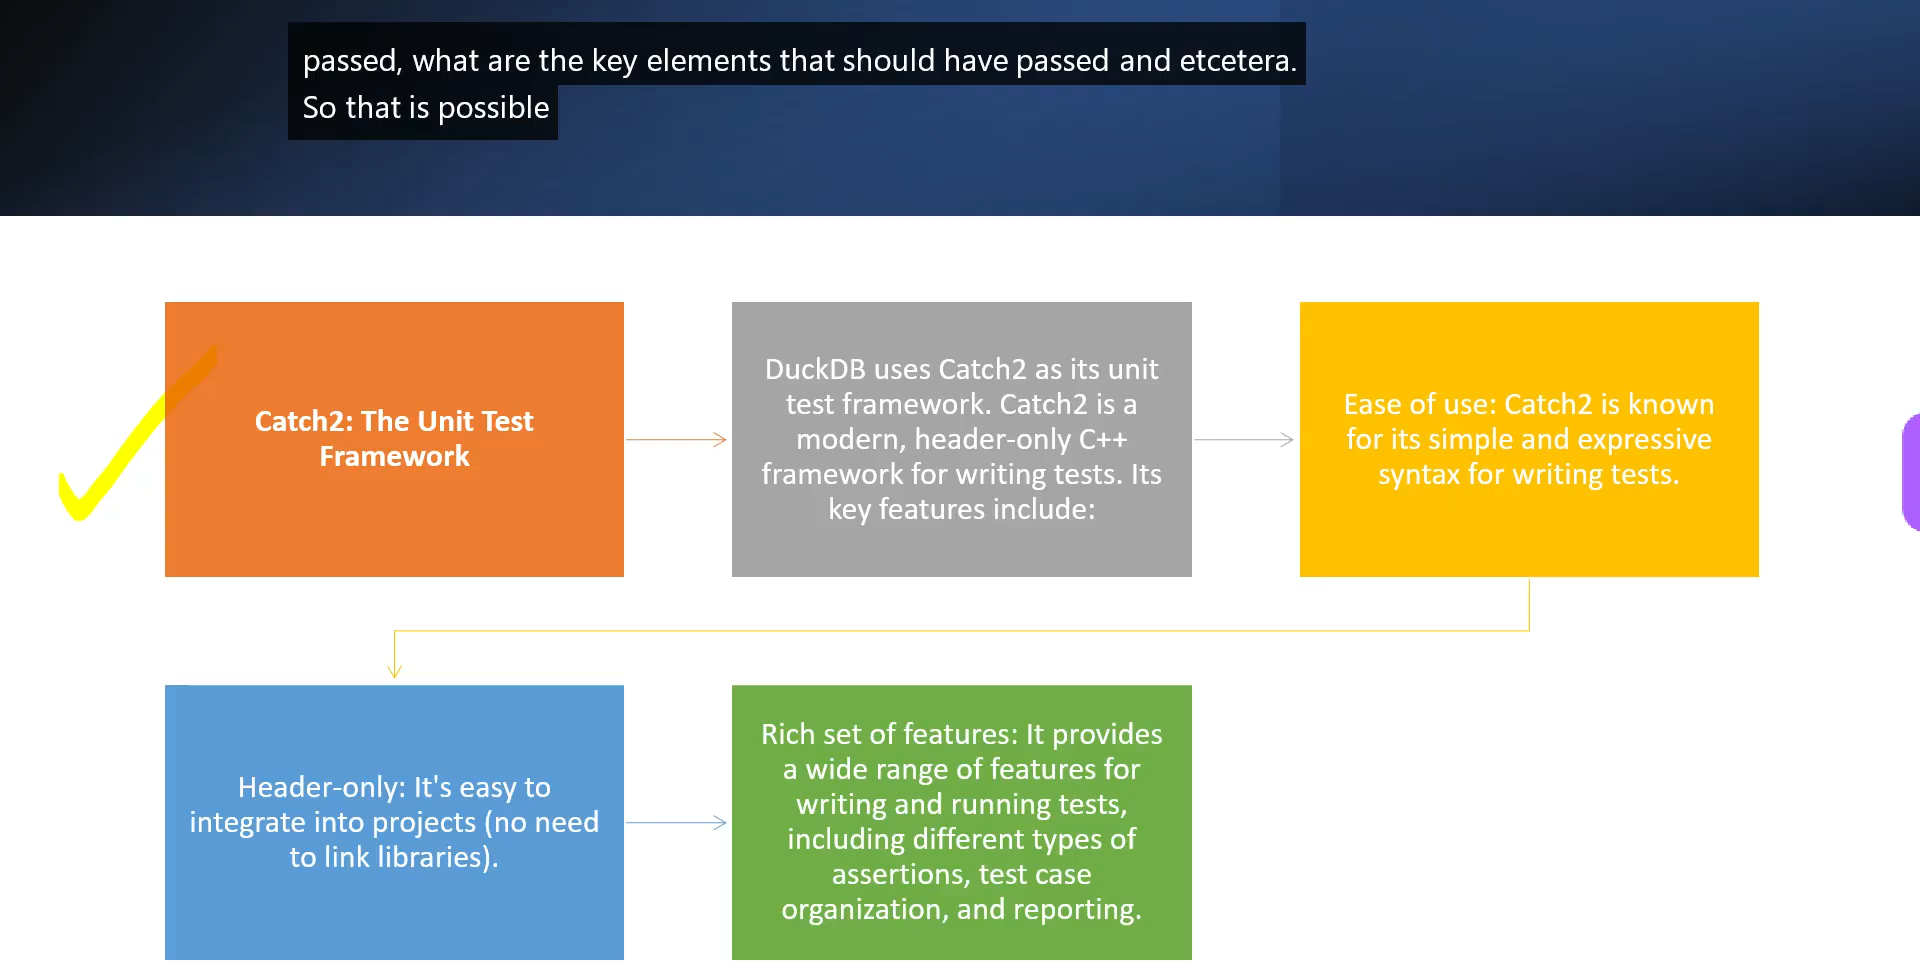 passed, what are the key elements that should have passed and etcetera.
So that is possible
Catch2: The Unit Test
Framework
DuckDB uses Catch2 as its unit
test framework. Catch2 is a
modern, header-only C++
framework for writing tests. Its
key features include:
Ease of use: Catch2 is known
for its simple and expressive
syntax for writing tests.
Header-only: It's easy to
integrate into projects (no need
to link libraries).
Rich set of features: It provides
a wide range of features for
writing and running tests,
including different types of
assertions, test case
organization, and reporting.